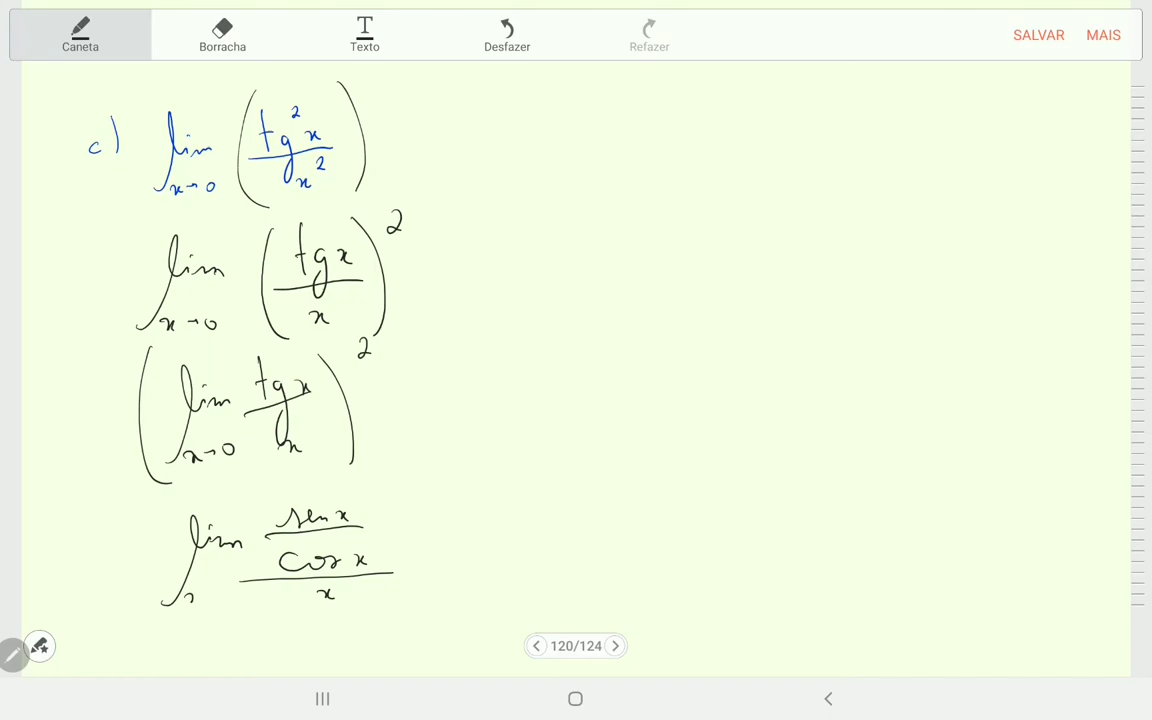 Caneta Borracha Texto Desfazer Refazer SALVAR MAIS
c) lim x→0 (tg²x / x²)
lim x→0 (tg x / x)²
(lim x→0 tg x / x)²
lim sen x / cos x / x
120/124